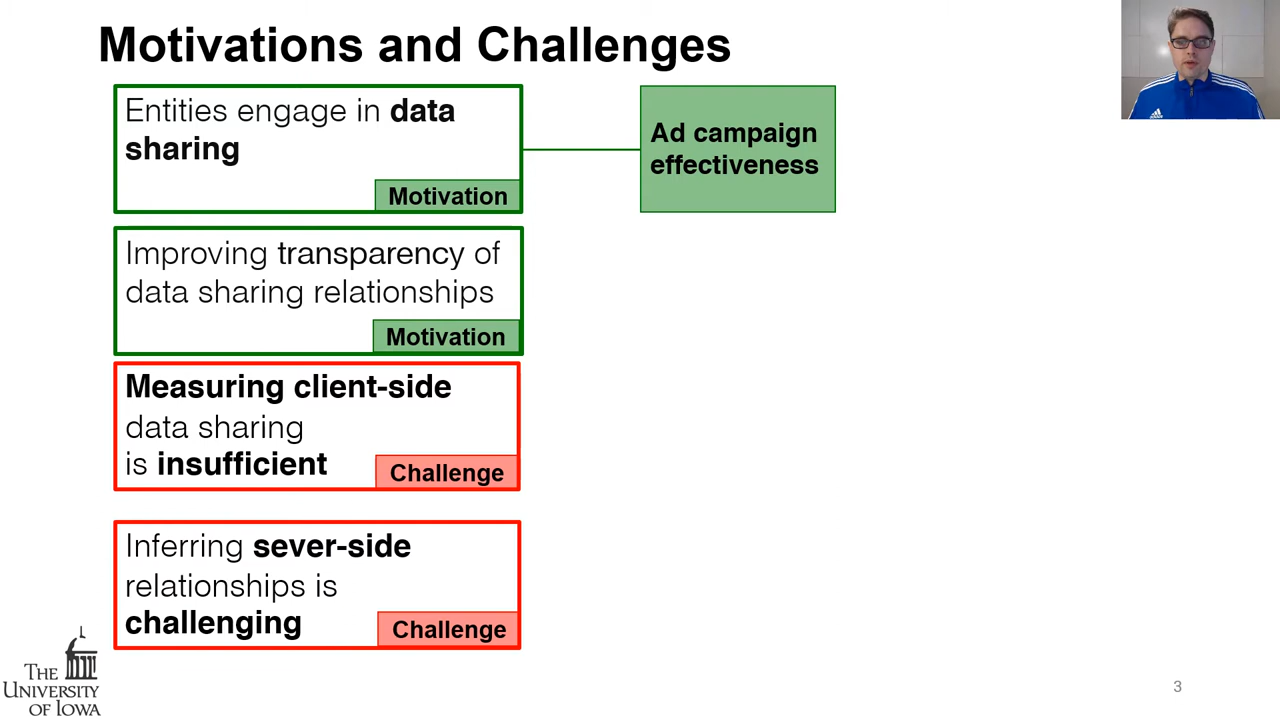 Motivations and Challenges
Entities engage in data
sharing
Motivation
Ad campaign
effectiveness
Improving transparency of
data sharing relationships
Motivation
Measuring client-side
data sharing
is insufficient
Challenge
Inferring sever-side
relationships is
challenging
Challenge
THE
UNIVERSITY
OF IOWA
3